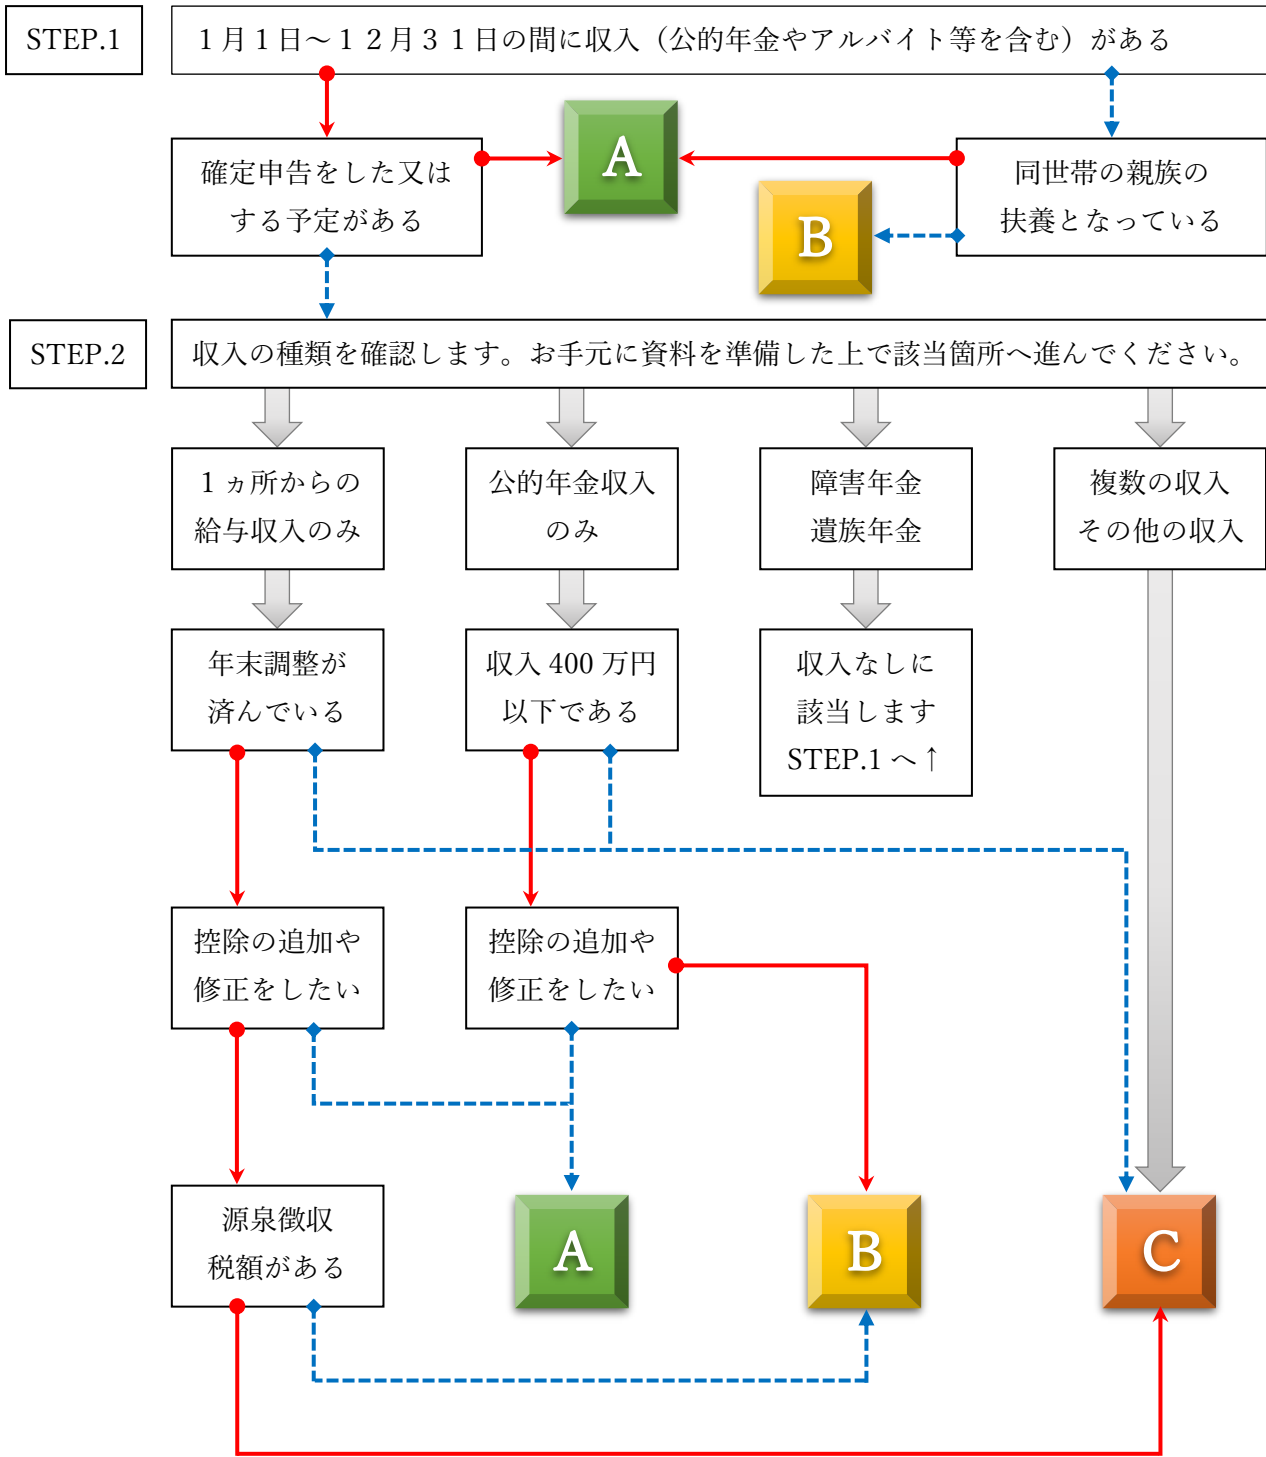 STEP.1
１月１日～１２月３１日の間に収入（公的年金やアルバイト等を含む）がある
確定申告をした又は
する予定がある
A
B
同世帯の親族の
扶養となっている
STEP.2
収入の種類を確認します。お手元に資料を準備した上で該当箇所へ進んでください。
１ヵ所からの
給与収入のみ
公的年金収入
のみ
障害年金
遺族年金
複数の収入
その他の収入
年末調整が
済んでいる
収入 400 万円
以下である
収入なしに
該当します
STEP.1 へ↑
控除の追加や
修正をしたい
控除の追加や
修正をしたい
源泉徴収
税額がある
A
B
C